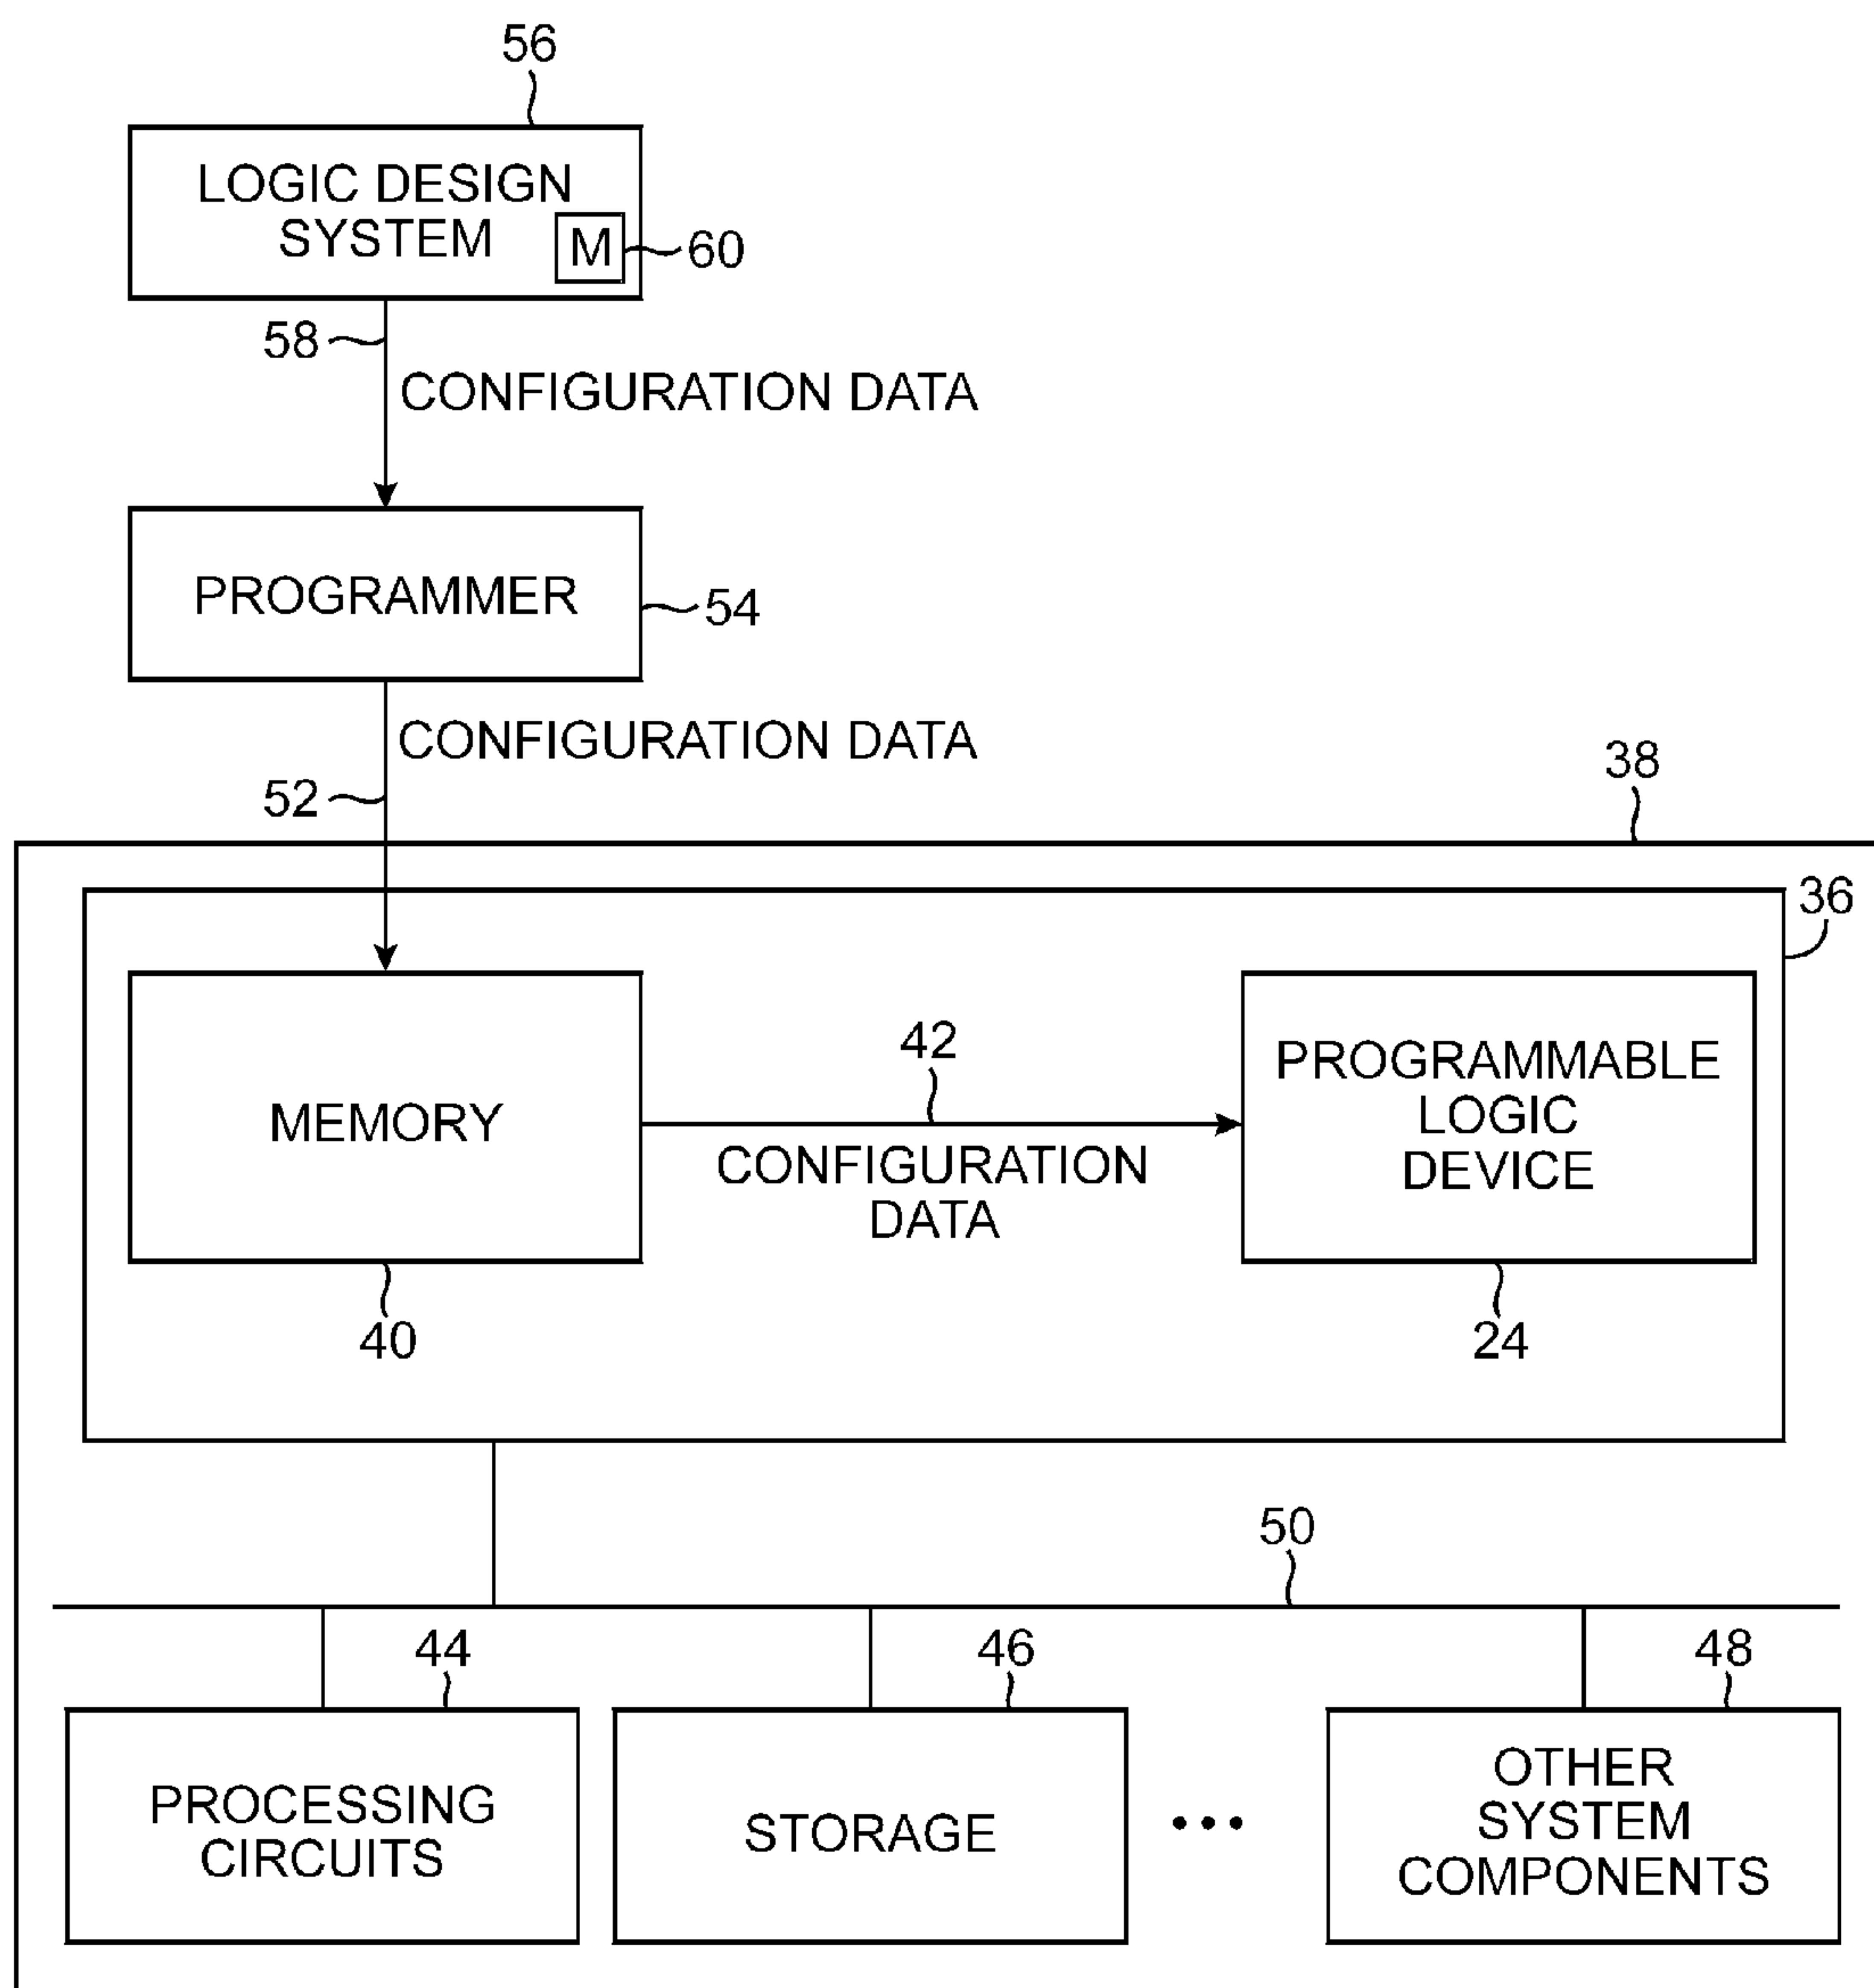 56
LOGIC DESIGN
SYSTEM
M
60
58
CONFIGURATION DATA
PROGRAMMER
54
CONFIGURATION DATA
52
38
36
MEMORY
40
42
CONFIGURATION
DATA
PROGRAMMABLE
LOGIC
DEVICE
24
50
44
46
48
PROCESSING
CIRCUITS
STORAGE
•••
OTHER
SYSTEM
COMPONENTS